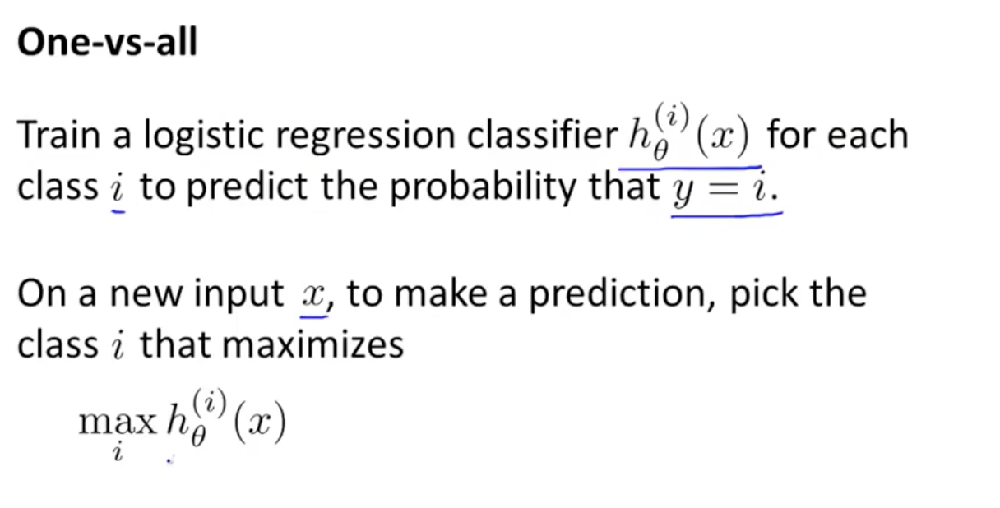 One-vs-all
Train a logistic regression classifier $h_\theta^{(i)}(x)$ for each
class $i$ to predict the probability that $y = i$.
On a new input $x$, to make a prediction, pick the
class $i$ that maximizes
$\max_i h_\theta^{(i)}(x)$